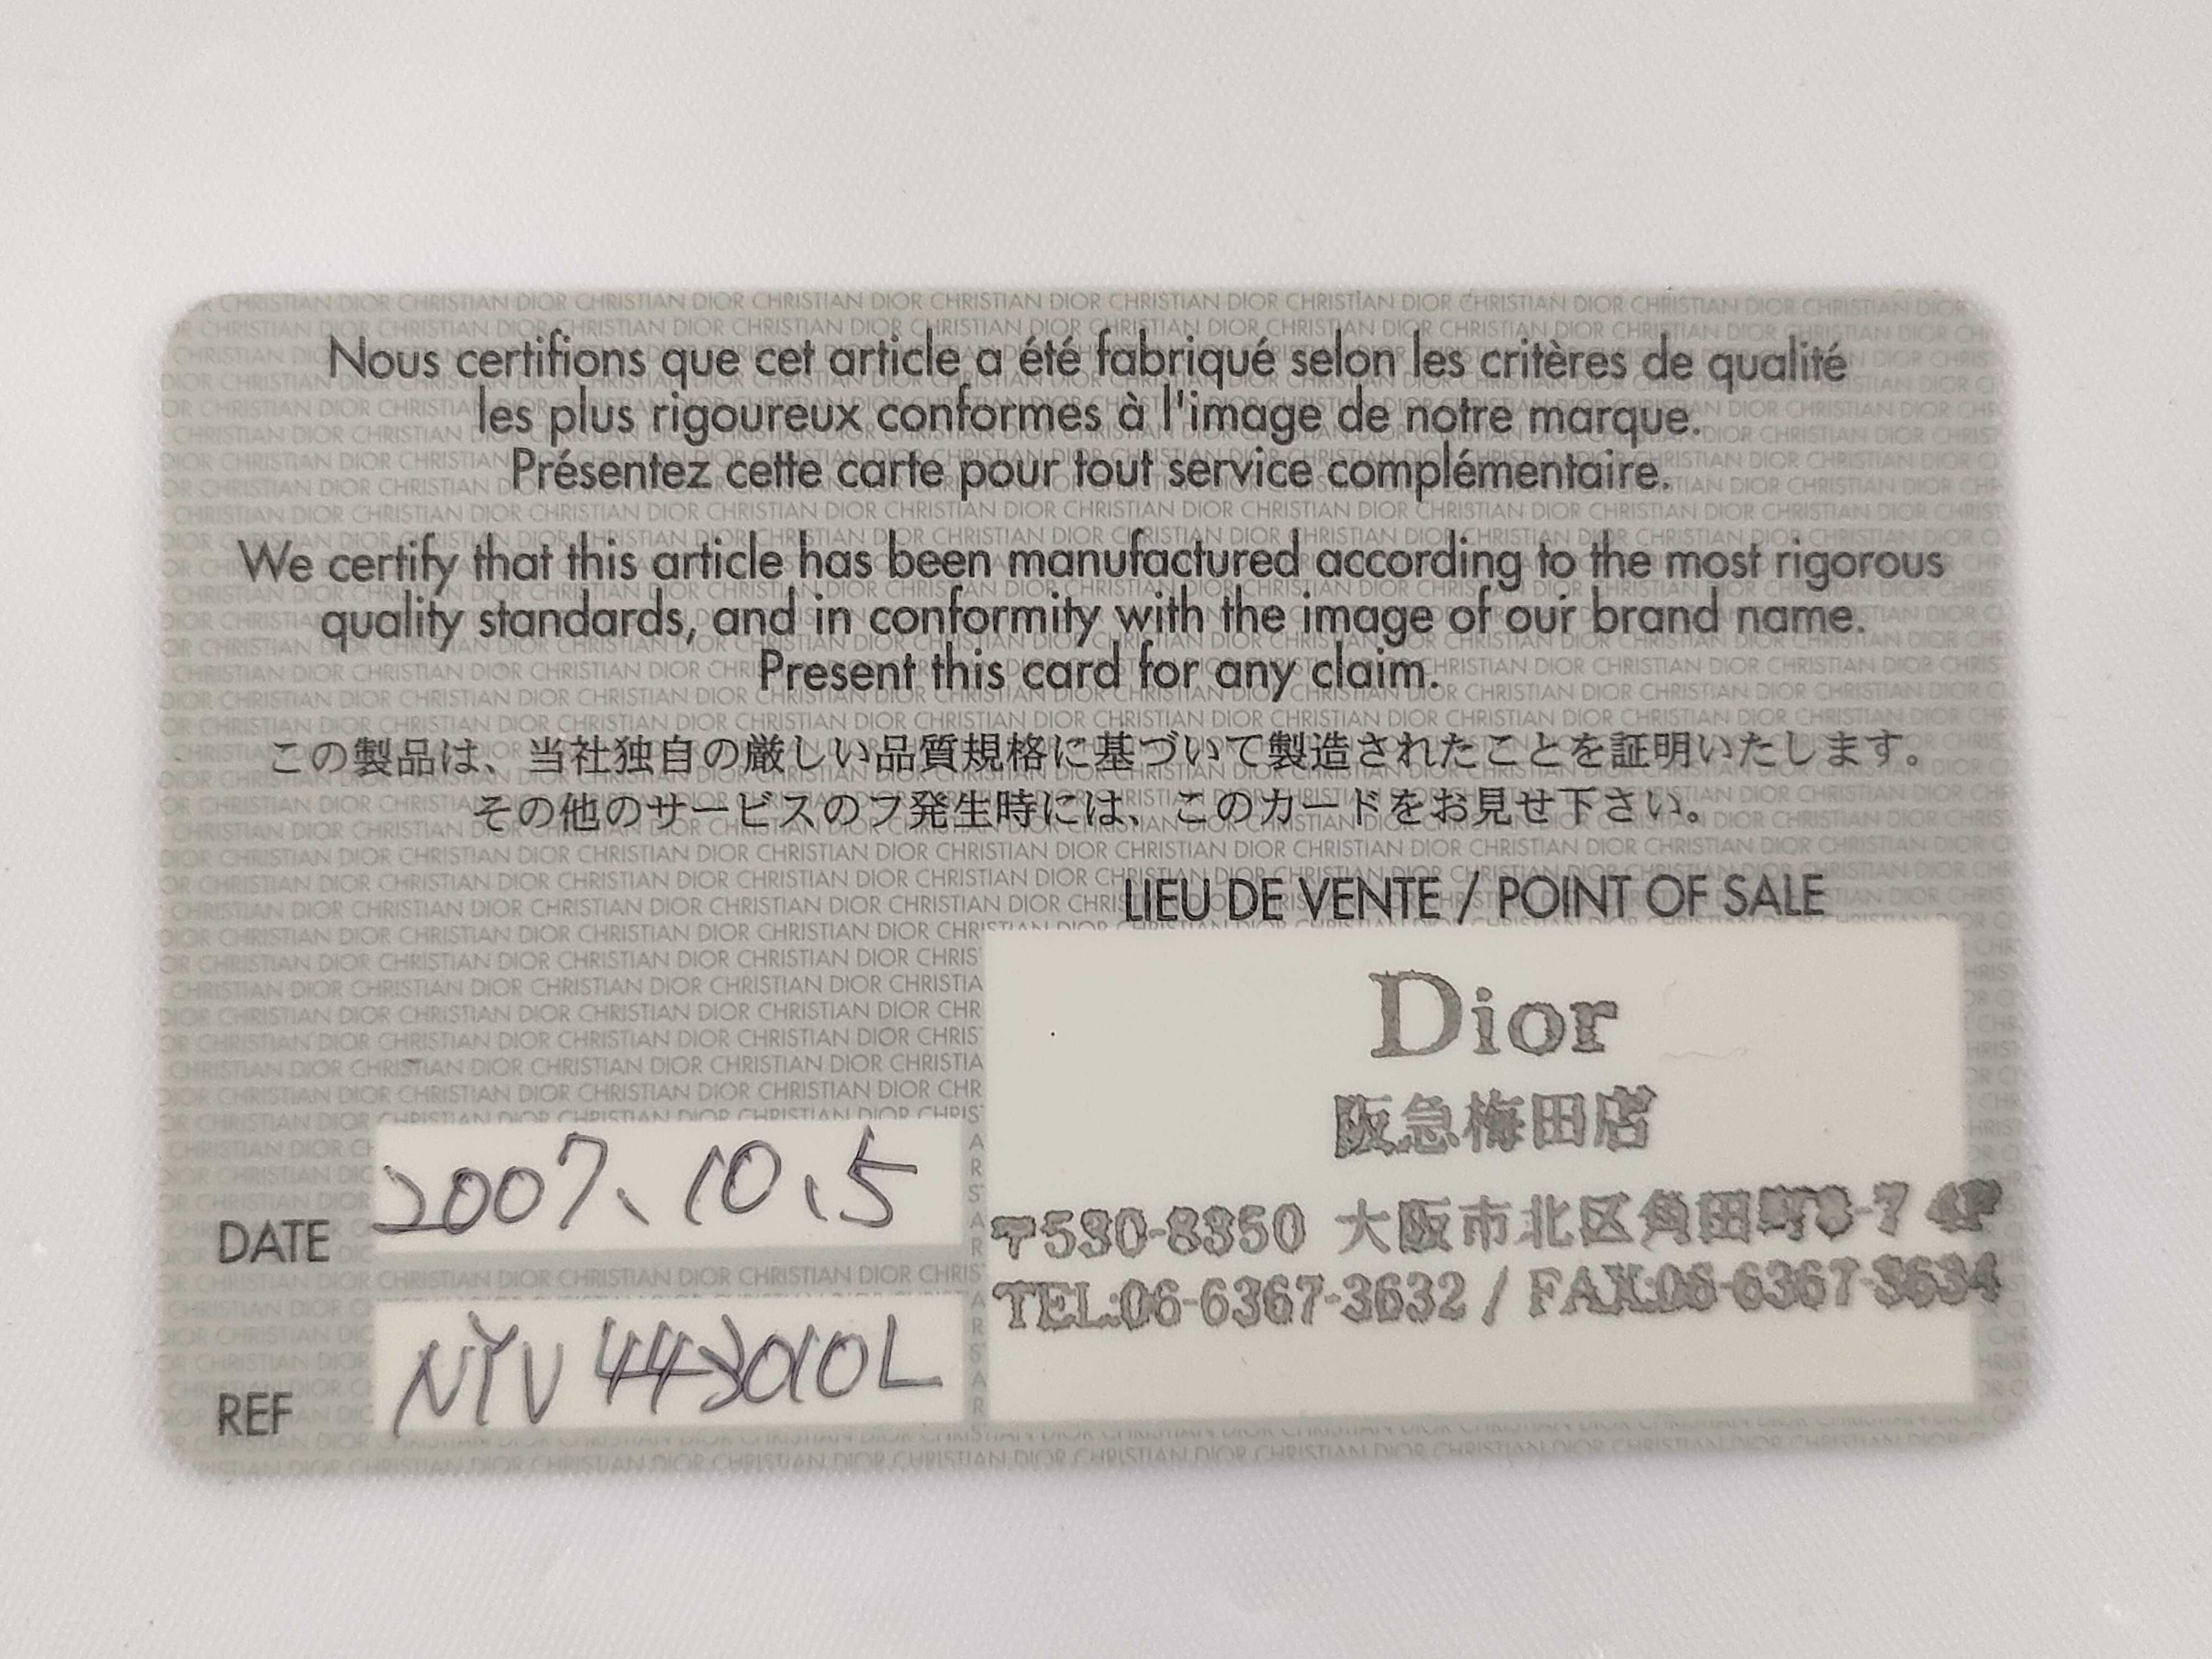 Nous certifions que cet article a été fabriqué selon les critères de qualité
les plus rigoureux conformes à l'image de notre marque.
Présentez cette carte pour tout service complémentaire.
We certify that this article has been manufactured according to the most rigorous
quality standards, and in conformity with the image of our brand name.
Present this card for any claim.
この製品は、当社独自の厳しい品質規格に基づいて製造されたことを証明いたします。
その他のサービスのフ発生時には、このカードをお見せ下さい。
LIEU DE VENTE / POINT OF SALE
Dior
阪急梅田店
〒530-8350 大阪市北区角田町8-7
TEL:06-6367-3632 / FAX:06-6367-3634
DATE 2007.10.5
REF